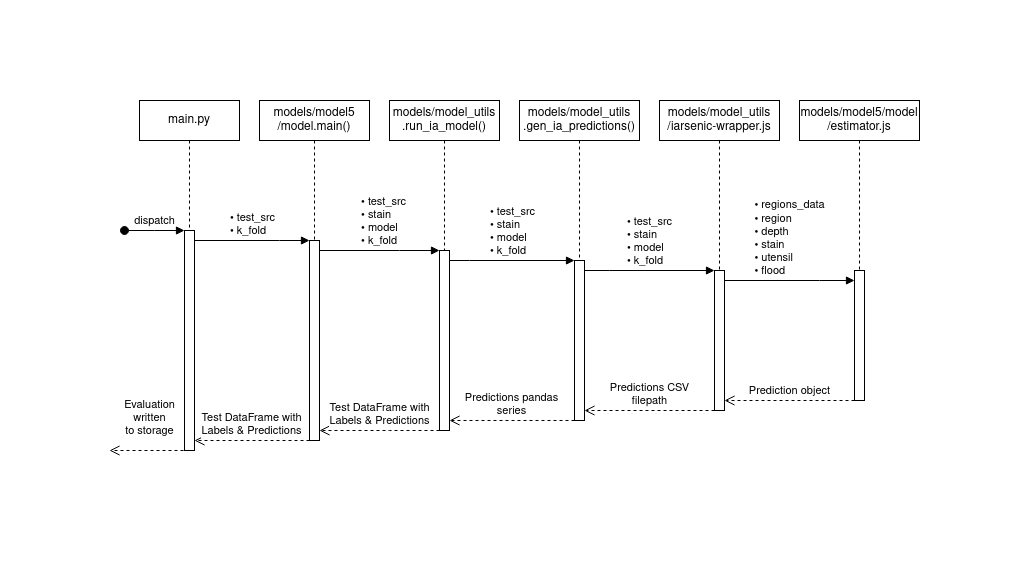 main.py
models/model5
/model.main()
models/model_utils
.run_ia_model()
models/model_utils
.gen_ia_predictions()
models/model_utils
/iarsenic-wrapper.js
models/model5/model
/estimator.js
dispatch
• test_src
• k_fold
• test_src
• stain
• model
• k_fold
• test_src
• stain
• model
• k_fold
• test_src
• stain
• model
• k_fold
• regions_data
• region
• depth
• stain
• utensil
• flood
Evaluation
written
to storage
Test DataFrame with
Labels & Predictions
Test DataFrame with
Labels & Predictions
Predictions pandas
series
Predictions CSV
filepath
Prediction object